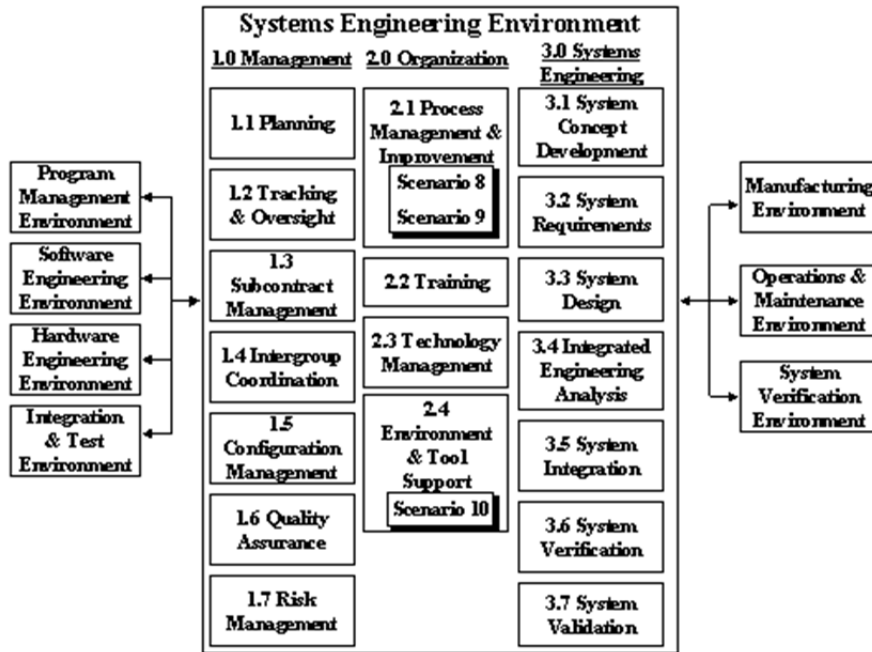 Systems Engineering Environment
1.0 Management
1.1 Planning
1.2 Tracking
& Oversight
1.3
Subcontract
Management
1.4 Intergroup
Coordination
1.5
Configuration
Management
1.6 Quality
Assurance
1.7 Risk
Management
2.0 Organization
2.1 Process
Management &
Improvement
Scenario 8
Scenario 9
2.2 Training
2.3 Technology
Management
2.4
Environment
& Tool
Support
Scenario 10
3.0 Systems
Engineering
3.1 System
Concept
Development
3.2 System
Requirements
3.3 System
Design
3.4 Integrated
Engineering
Analysis
3.5 System
Integration
3.6 System
Verification
3.7 System
Validation
Program
Management
Environment
Software
Engineering
Environment
Hardware
Engineering
Environment
Integration
& Test
Environment
Manufacturing
Environment
Operations &
Maintenance
Environment
System
Verification
Environment